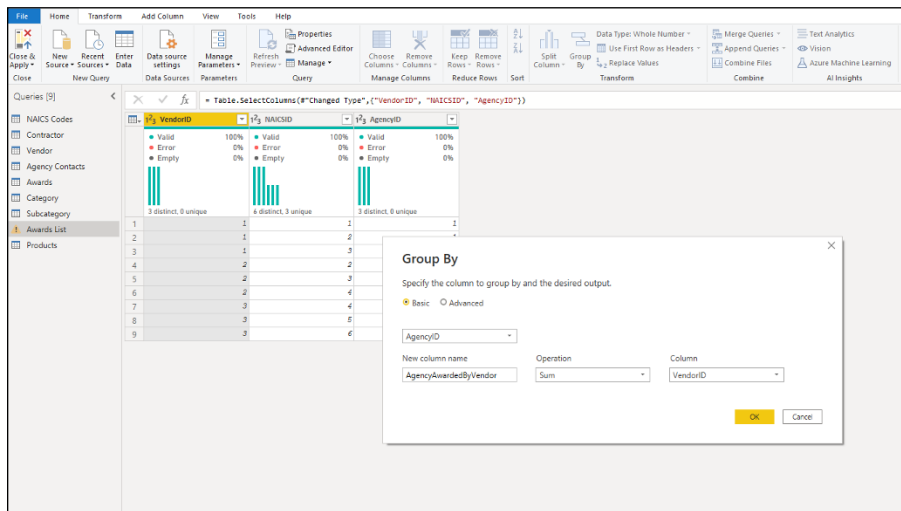 File Home Transform Add Column View Tools Help
Close & Apply New Source Recent Sources Enter Data Data source settings Manage Parameters Refresh Preview Properties Advanced Editor Manage Choose Columns Remove Columns Keep Rows Remove Rows Split Column Group By Data Type: Whole Number Use First Row as Headers Replace Values Merge Queries Append Queries Combine Files Text Analytics Vision Azure Machine Learning
Close New Query Data Sources Parameters Query Manage Columns Reduce Rows Sort Transform Combine AI Insights
Queries [9]
= Table.SelectColumns(#"Changed Type",{"VendorID", "NAICSID", "AgencyID"})
NAICS Codes
Contractor
Vendor
Agency Contacts
Awards
Category
Subcategory
Awards List
Products
VendorID NAICSID AgencyID
Valid 100% Valid 100% Valid 100%
Error 0% Error 0% Error 0%
Empty 0% Empty 0% Empty 0%
3 distinct, 0 unique 6 distinct, 3 unique 3 distinct, 0 unique
1 1 1 1
2 1 2
3 1 3
4 2 2
5 2 3
6 2 4
7 3 4
8 3 5
9 3 6
Group By
Specify the column to group by and the desired output.
Basic Advanced
AgencyID
New column name Operation Column
AgencyAwardedByVendor Sum VendorID
OK Cancel